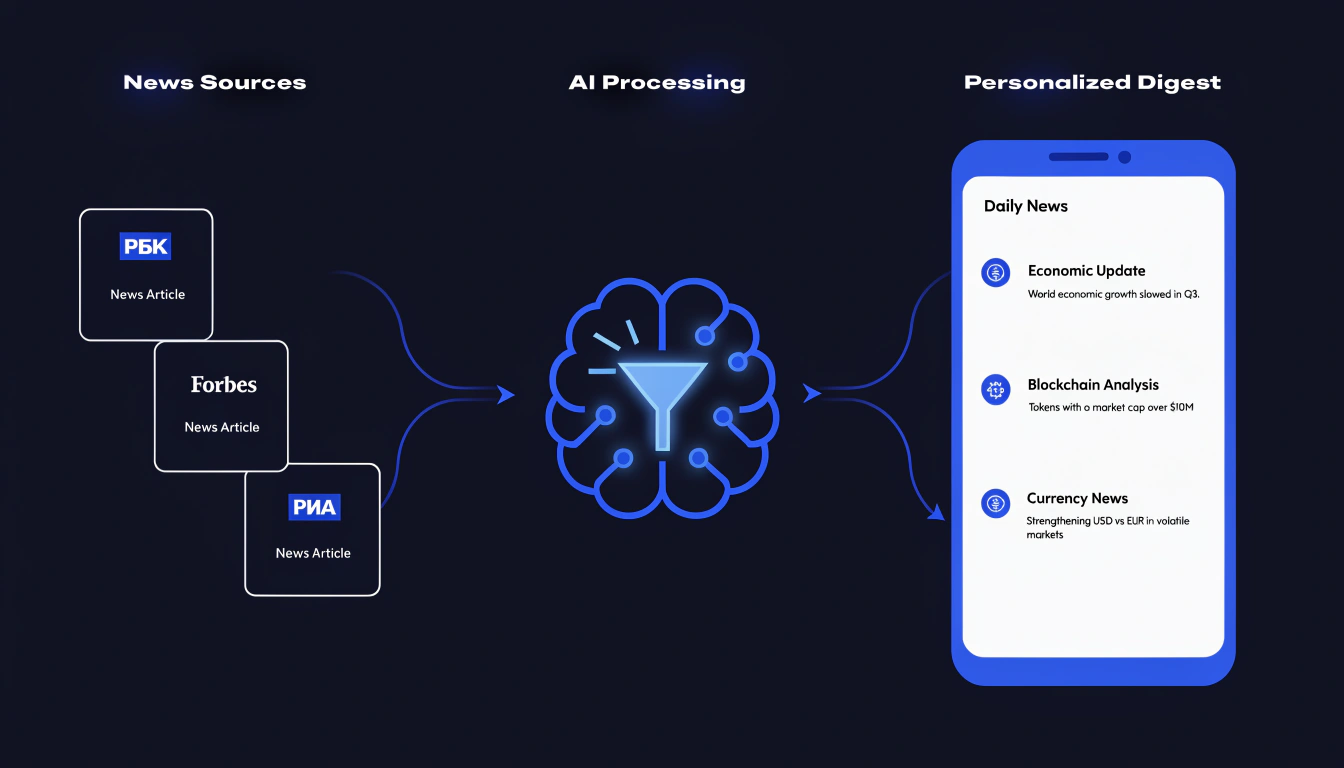 News Sources
AI Processing
Personalized Digest
РБК
News Article
Forbes
News Article
РИА
News Article
Daily News
Economic Update
World economic growth slowed in Q3.
Blockchain Analysis
Tokens with o market cap over $10M
Currency News
Strengthening USD vs EUR in volatile
markets